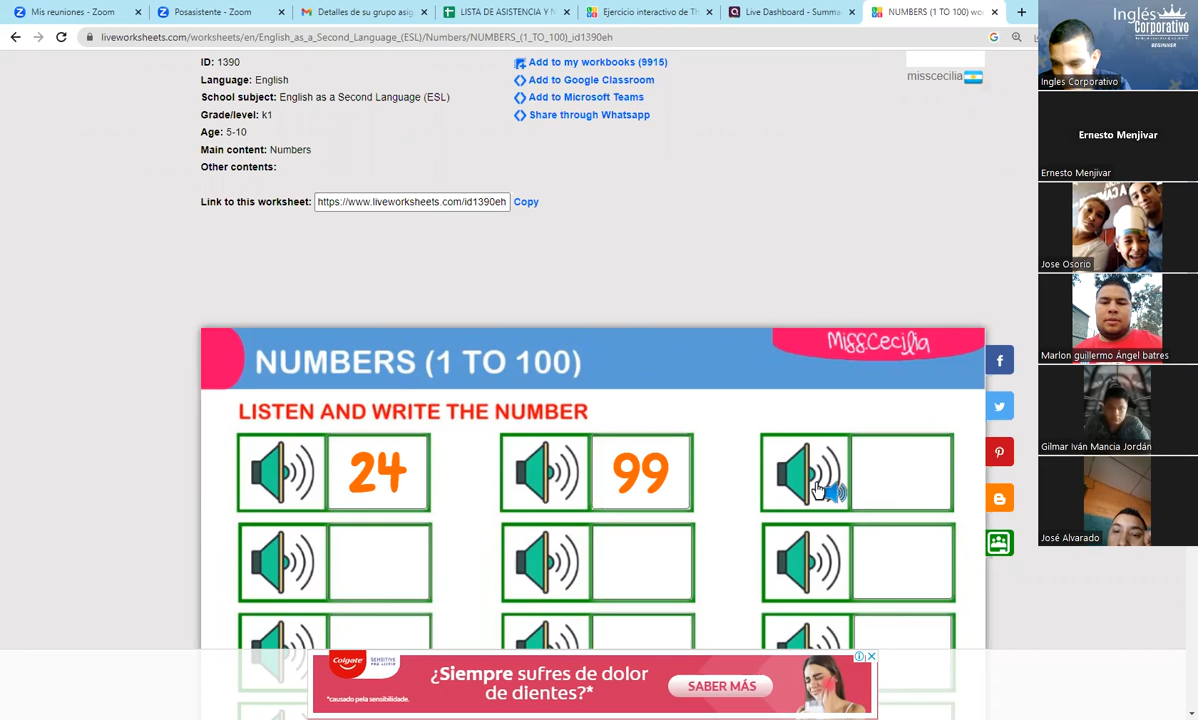 Mis reuniones - Zoom
Posasistente - Zoom
Detalles de su grupo asig
LISTA DE ASISTENCIA Y N
Ejercicio interactivo de Th
Live Dashboard - Summa
NUMBERS (1 TO 100) wo
liveworksheets.com/worksheets/en/English_as_a_Second_Language_(ESL)/Numbers/NUMBERS_(1_TO_100)_id1390eh
ID: 1390
Language: English
School subject: English as a Second Language (ESL)
Grade/level: k1
Age: 5-10
Main content: Numbers
Other contents:
Add to my workbooks (9915)
Add to Google Classroom
Add to Microsoft Teams
Share through Whatsapp
misscecilia
Link to this worksheet: https://www.liveworksheets.com/id1390eh Copy
NUMBERS (1 TO 100)
Miss.Cecilia
LISTEN AND WRITE THE NUMBER
24
99
Colgate
SENSITIVE
*causado pela sensibilidade.
¿Siempre sufres de dolor
de dientes?*
SABER MÁS
Inglés
Corporativo
BEGINNER
Ingles Corporativo
Ernesto Menjivar
Ernesto Menjivar
Jose Osorio
Marlon guillermo Ángel batres
Gilmar Iván Mancia Jordán
José Alvarado